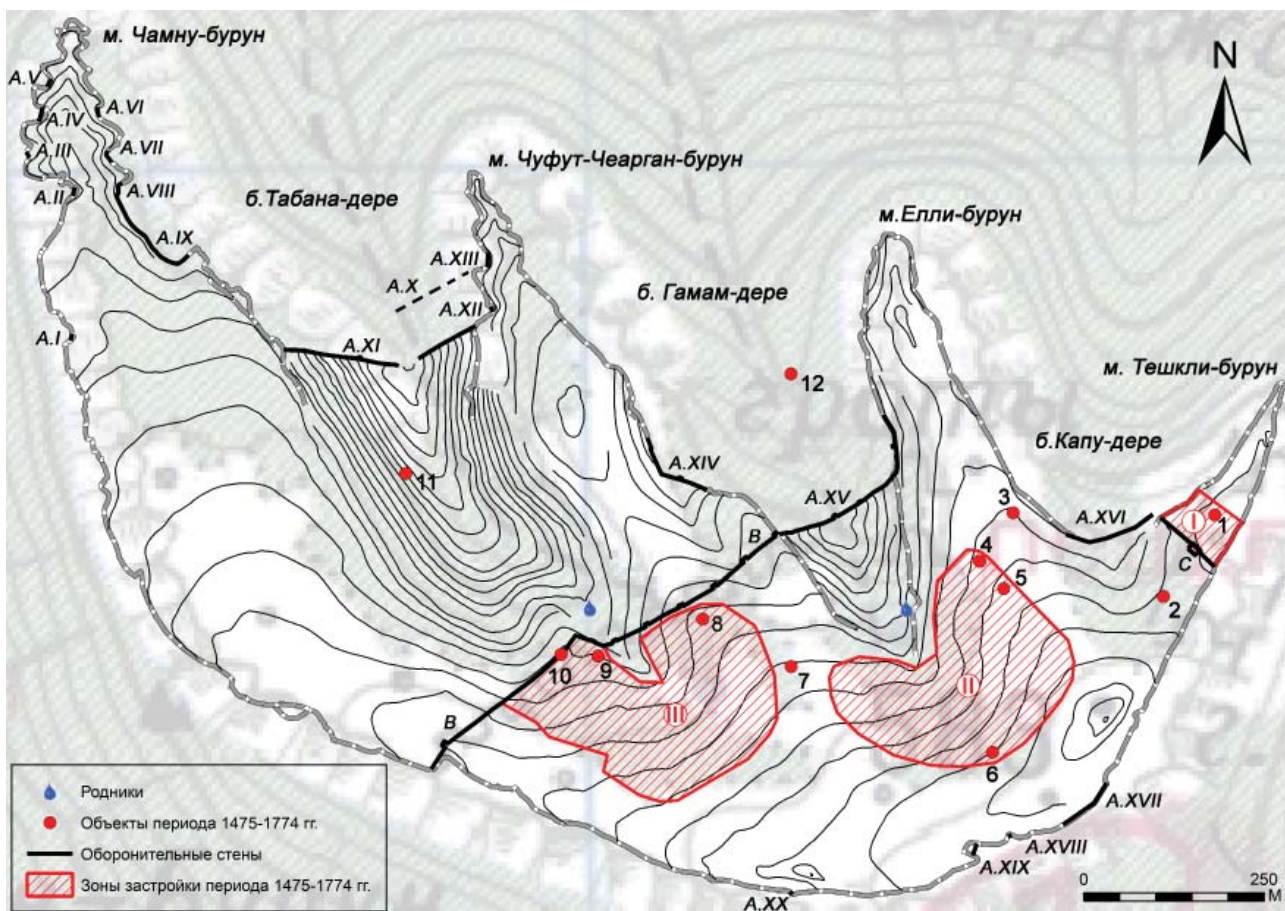 м. Чамну-бурун
N
А.V
А.VI
А.IV
А.III
А.VII
А.II
А.VIII
м. Чуфут-Чеарган-бурун
б.Табана-дере
м.Елли-бурун
А.IX
А.XIII
А.X
А.XII
б. Гамам-дере
А.I
А.XI
12
м. Тешкли-бурун
б.Капу-дере
11
А.XIV
А.XV
3
А.XVI
I
1
В
4
С
5
2
8
10
9
7
II
III
В
6
А.XVII
А.XVIII
А.XIX
А.XX
Родники
Объекты периода 1475-1774 гг.
Оборонительные стены
Зоны застройки периода 1475-1774 гг.
0
250
М